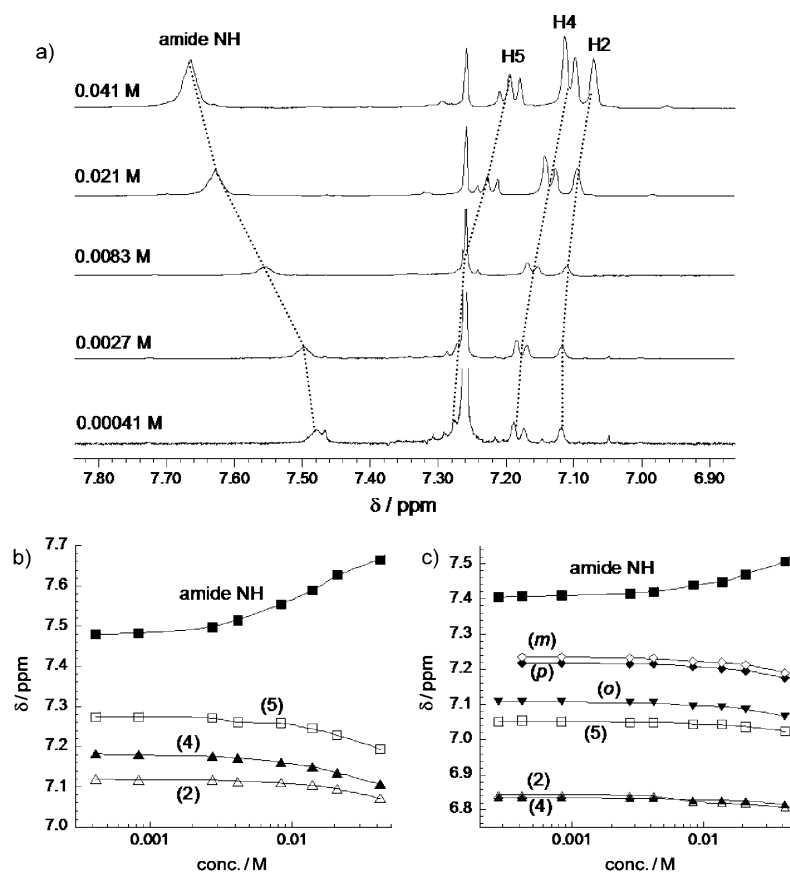 a)
amide NH
H5
H4
H2
0.041 M
0.021 M
0.0083 M
0.0027 M
0.00041 M
7.80 7.70 7.60 7.50 7.40 7.30 7.20 7.10 7.00 6.90
δ / ppm
b)
7.7
7.6
7.5
7.4
7.3
7.2
7.1
7.0
δ / ppm
amide NH
(5)
(4)
(2)
0.001 0.01
conc. / M
c)
7.5
7.4
7.3
7.2
7.1
7.0
6.9
6.8
δ / ppm
amide NH
(m)
(p)
(o)
(5)
(2)
(4)
0.001 0.01
conc. / M